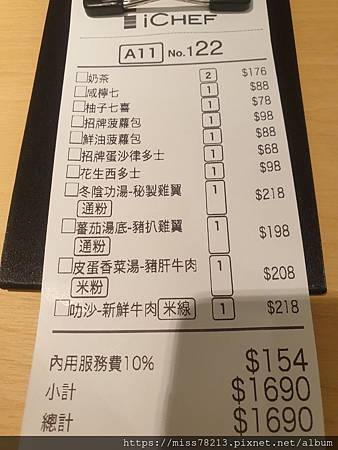 iCHEF
A11 No.122
奶茶 2 $176
咸檸七 1 $88
柚子七喜 1 $78
招牌菠蘿包 1 $98
鮮油菠蘿包 1 $88
招牌蛋沙律多士 1 $68
花生西多士 1 $98
冬陰功湯-秘製雞翼 1 $218
通粉
蕃茄湯底-豬扒雞翼 1 $198
通粉
皮蛋香菜湯-豬肝牛肉 1 $208
米粉
叻沙-新鮮牛肉 米線 1 $218
內用服務費10% $154
小計 $1690
總計 $1690
https://miss78213.pixnet.net/album